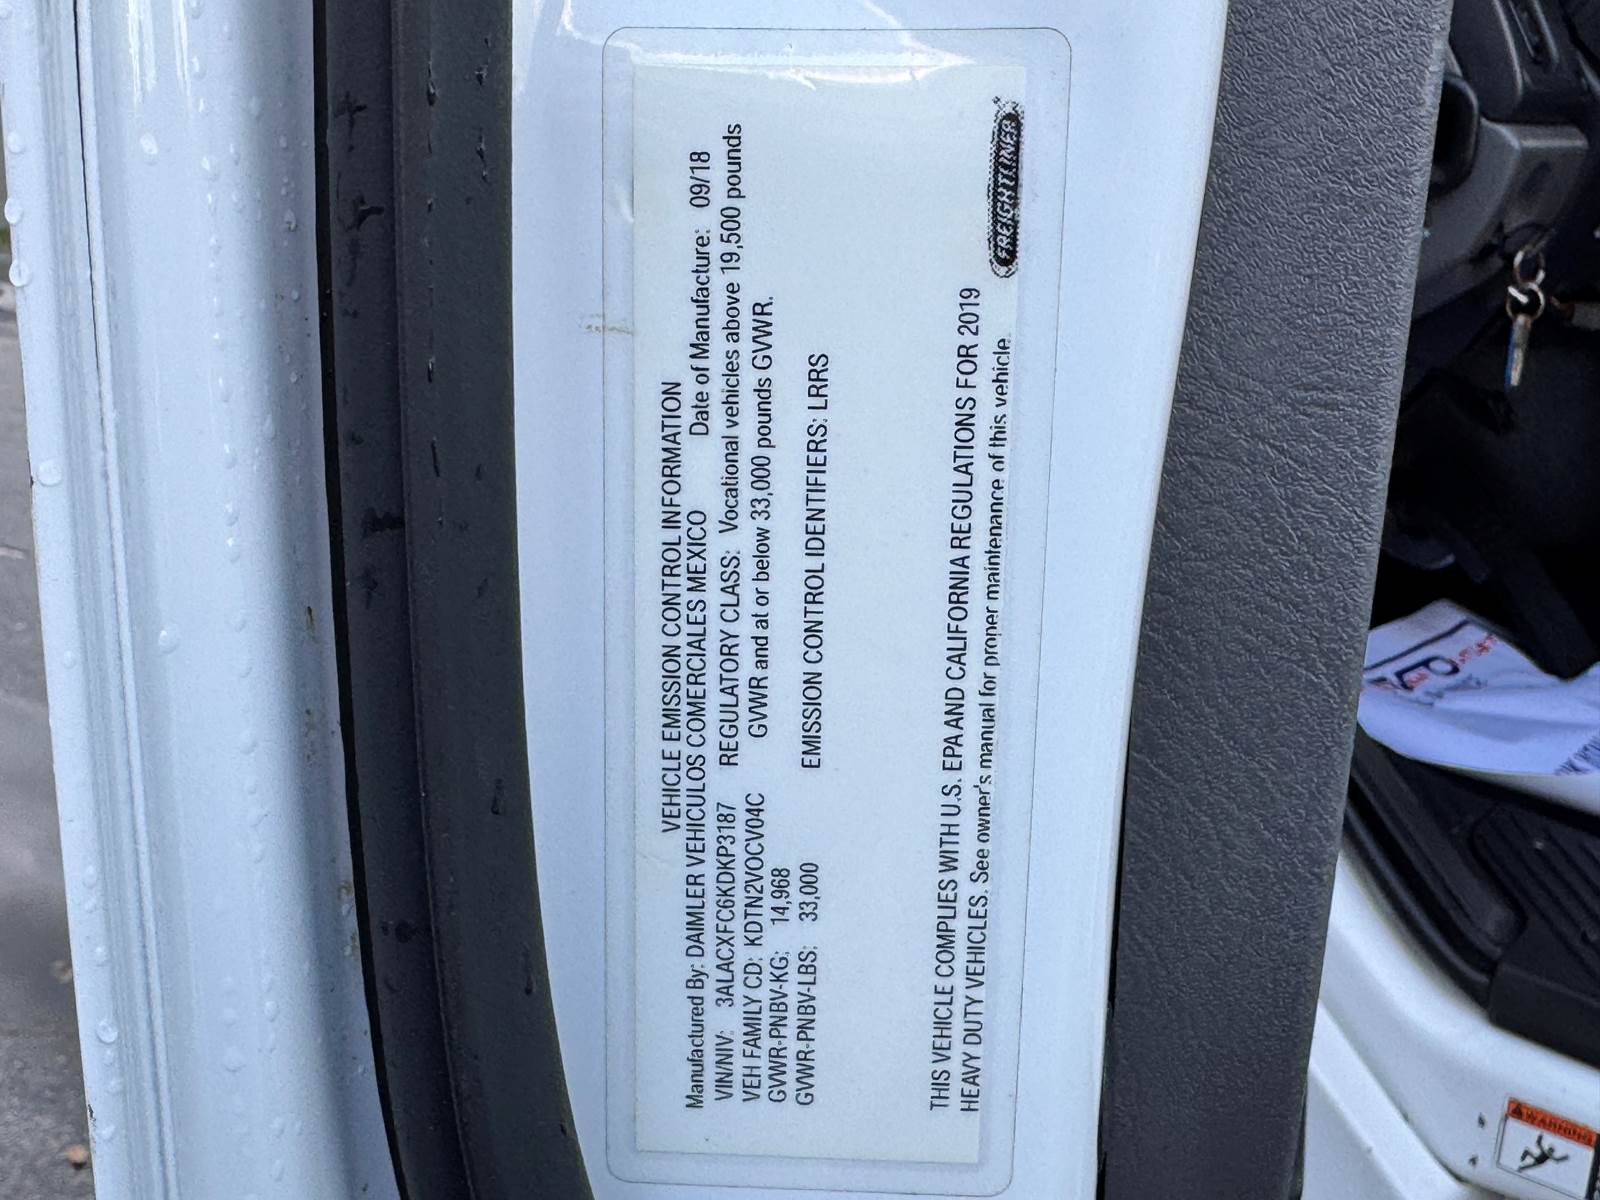 VEHICLE EMISSION CONTROL INFORMATION
Manufactured By: DAIMLER VEHICULOS COMERCIALES MEXICO Date of Manufacture: 09/18
VIN/NIV: 3ALACXFC6KDKP3187 REGULATORY CLASS: Vocational vehicles above 19,500 pounds
VEH FAMILY CD: KDTN2VOCV04C GVWR and at or below 33,000 pounds GVWR.
GVWR-PNBV-KG: 14,968
GVWR-PNBV-LBS: 33,000 EMISSION CONTROL IDENTIFIERS: LRRS
THIS VEHICLE COMPLIES WITH U.S. EPA AND CALIFORNIA REGULATIONS FOR 2019
HEAVY DUTY VEHICLES. See owner's manual for proper maintenance of this vehicle.
FREIGHTLINER
WARNING